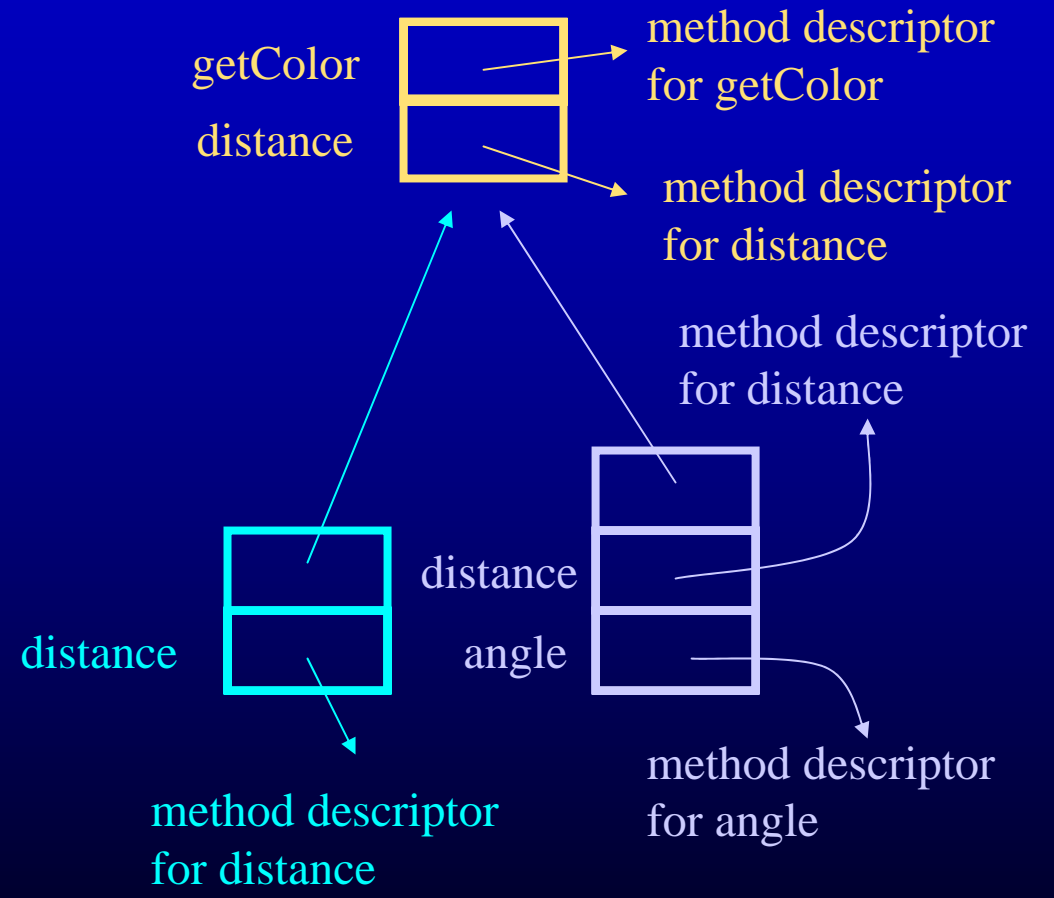 getColor
distance
method descriptor
for getColor
method descriptor
for distance
method descriptor
for distance
distance
angle
distance
method descriptor
for angle
method descriptor
for distance